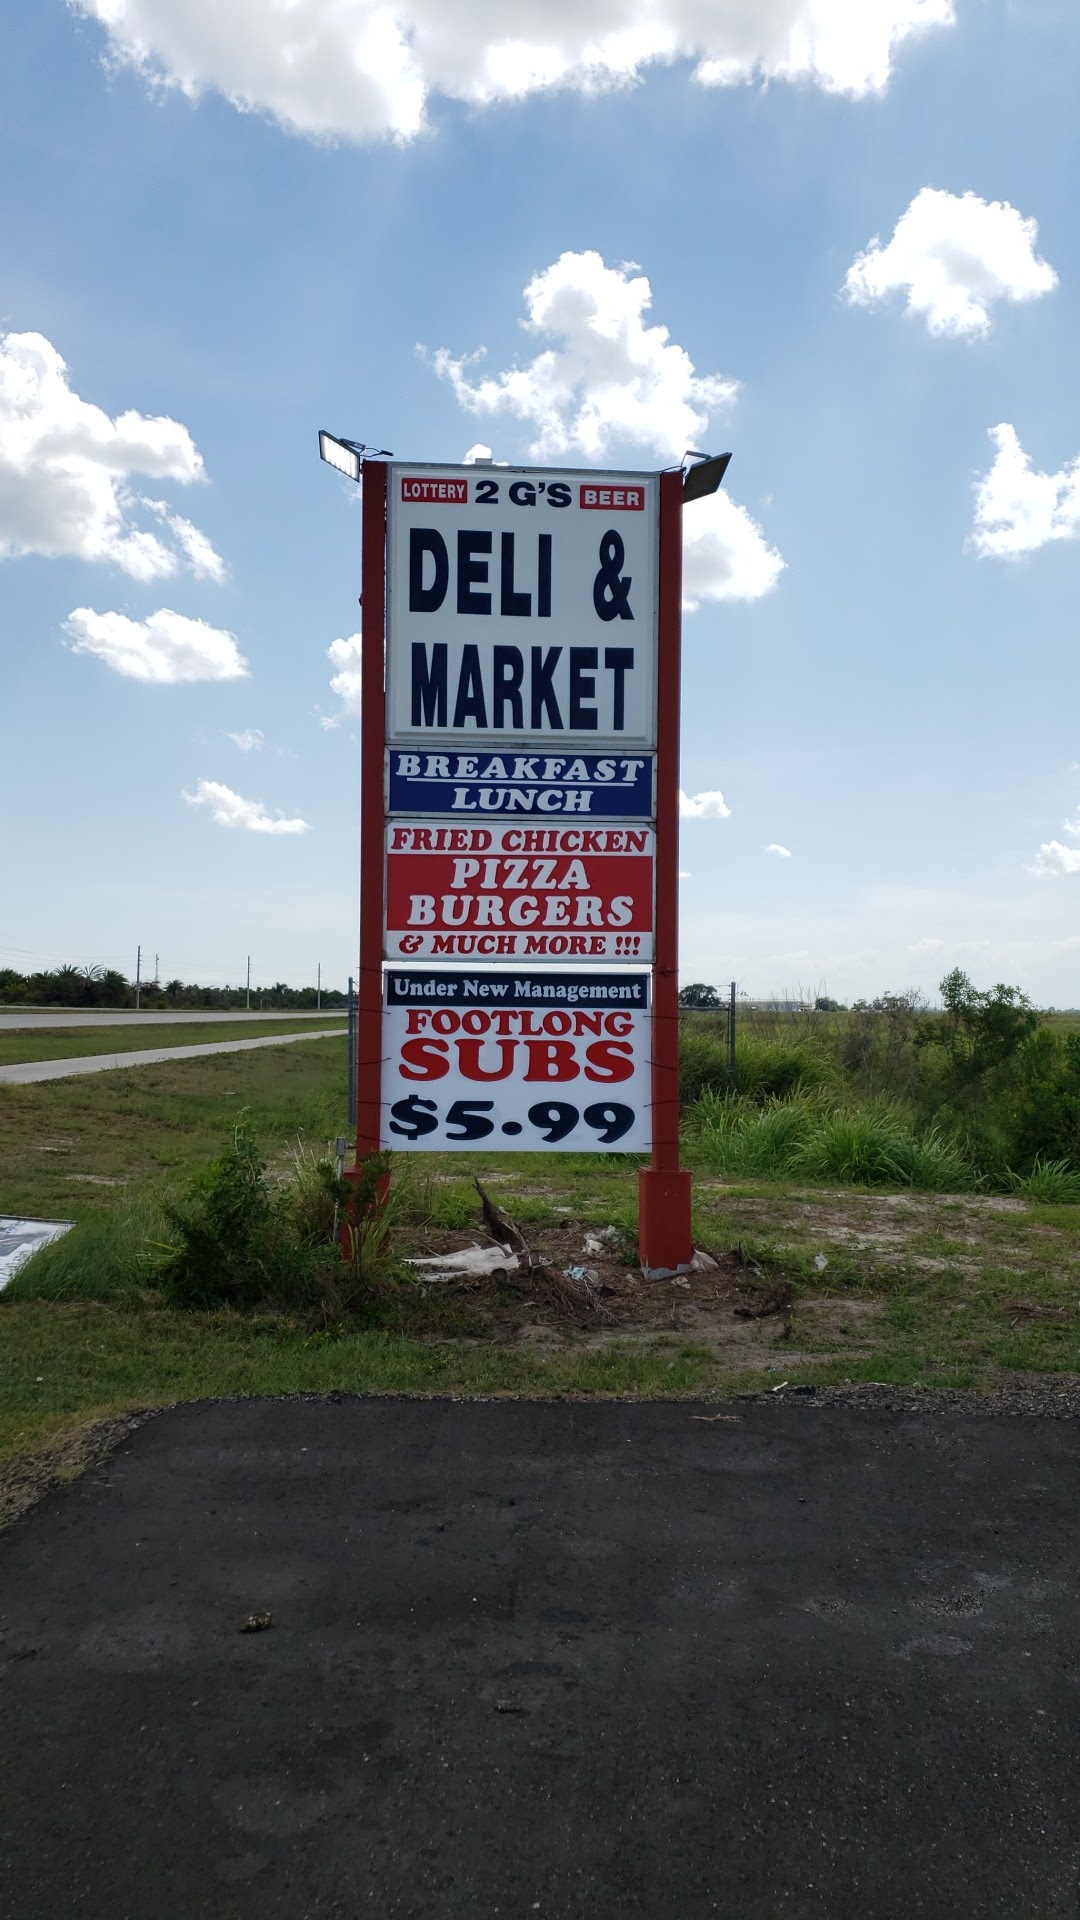 LOTTERY 2 G'S BEER
DELI &
MARKET
BREAKFAST
LUNCH
FRIED CHICKEN
PIZZA
BURGERS
& MUCH MORE !!!
Under New Management
FOOTLONG
SUBS
$5.99